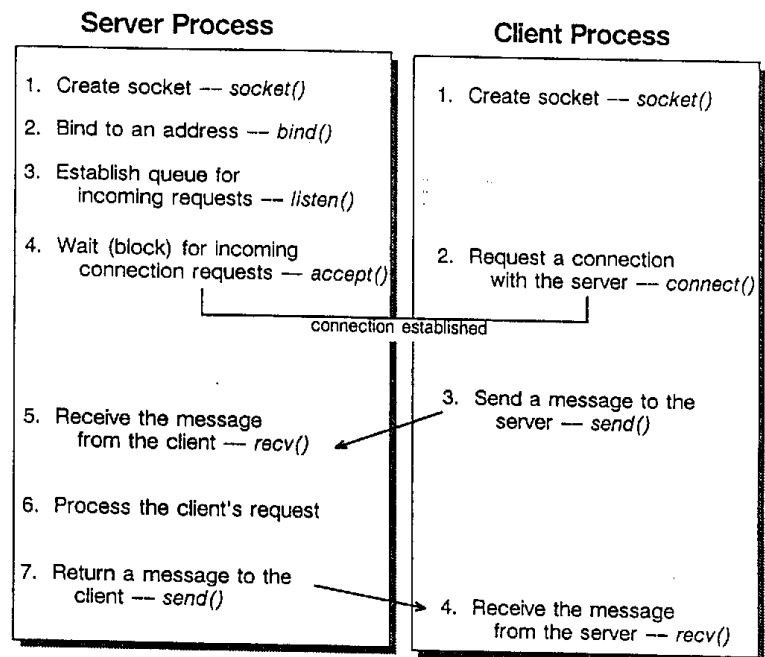 Server Process
1. Create socket — socket()
2. Bind to an address — bind()
3. Establish queue for
incoming requests — listen()
4. Wait (block) for incoming
connection requests — accept()
connection established
5. Receive the message
from the client — recv()
6. Process the client's request
7. Return a message to the
client — send()
Client Process
1. Create socket — socket()
2. Request a connection
with the server — connect()
3. Send a message to the
server — send()
4. Receive the message
from the server — recv()